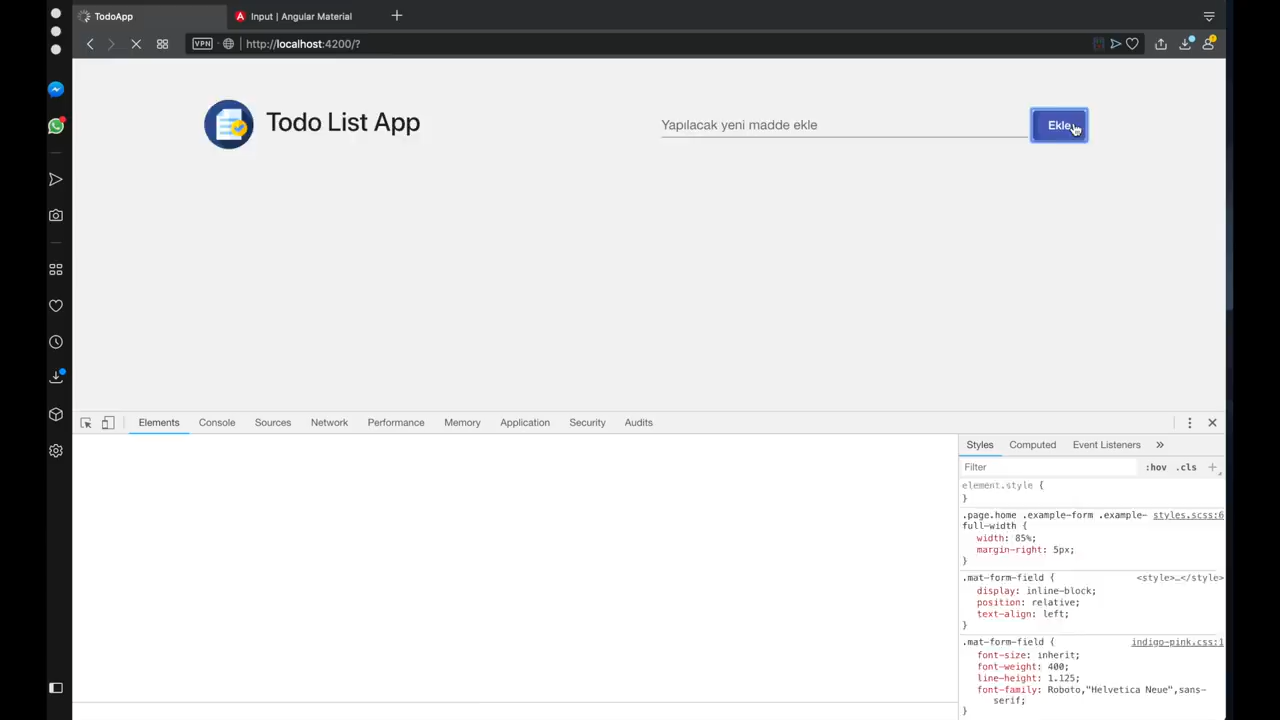 TodoApp
Input | Angular Material
VPN
http://localhost:4200/?
Todo List App
Yapılacak yeni madde ekle
Ekle
Elements
Console
Sources
Network
Performance
Memory
Application
Security
Audits
Styles
Computed
Event Listeners
Filter
:hov
.cls
element.style {
}
.page.home .example-form .example-full-width {
styles.scss:6
width: 85%;
margin-right: 5px;
}
.mat-form-field {
<style>…</style>
display: inline-block;
position: relative;
text-align: left;
}
.mat-form-field {
indigo-pink.css:1
font-size: inherit;
font-weight: 400;
line-height: 1.125;
font-family: Roboto,"Helvetica Neue",sans-
serif;
}